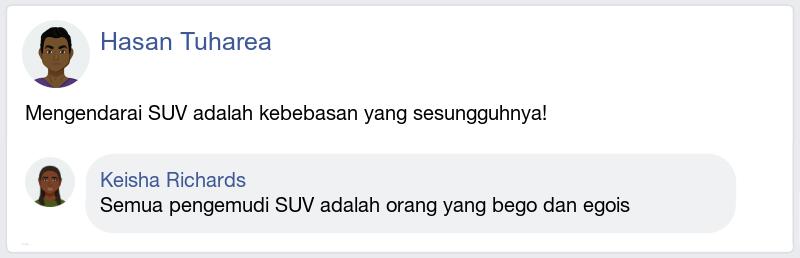 Hasan Tuharea
Mengendarai SUV adalah kebebasan yang sesungguhnya!
Keisha Richards
Semua pengemudi SUV adalah orang yang bego dan egois